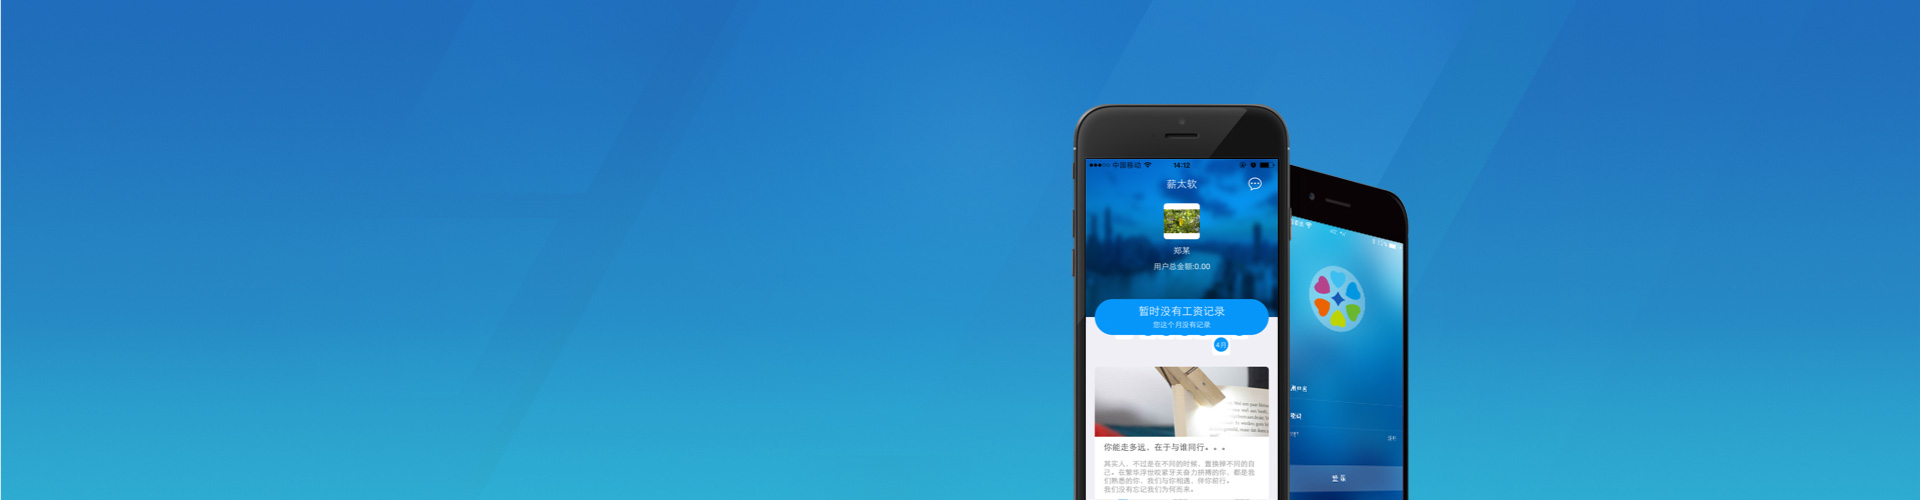 中国移动 14:12
薪太软
郑某
用户总金额:0.00
暂时没有工资记录
您这个月没有记录
4月
你能走多远，在于与谁同行。。。
其实人，不过是在不同的时候，置换掉不同的自
己。在繁华浮世咬紧牙关奋力拼搏的你，都是我
们熟悉的你，我们与你相遇，伴你前行。
我们没有忘记我们为何而来。